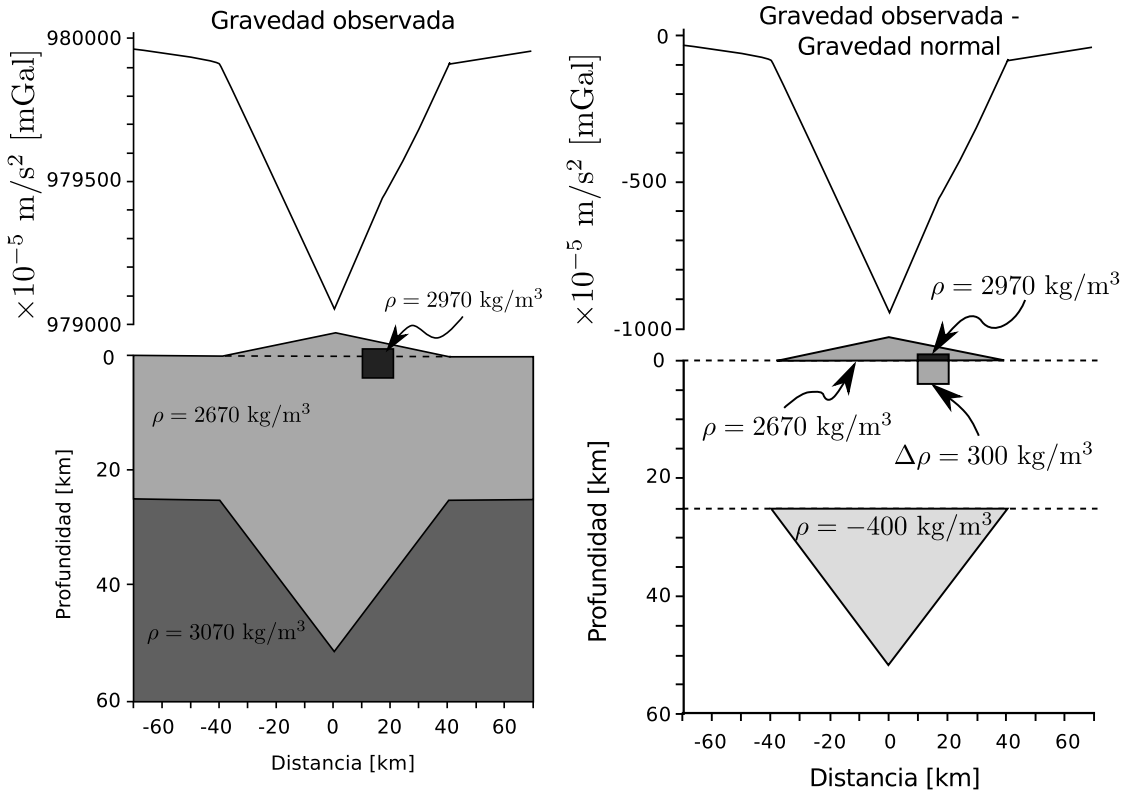 Gravedad observada
980000
979500
979000
×10⁻⁵ m/s² [mGal]
ρ = 2970 kg/m³
0
20
40
60
Profundidad [km]
ρ = 2670 kg/m³
ρ = 3070 kg/m³
-60 -40 -20 0 20 40 60
Distancia [km]
Gravedad observada -
Gravedad normal
0
-500
-1000
×10⁻⁵ m/s² [mGal]
ρ = 2970 kg/m³
0
20
40
60
Profundidad [km]
ρ = 2670 kg/m³
Δρ = 300 kg/m³
ρ = −400 kg/m³
-60 -40 20 0 20 40 60
Distancia [km]